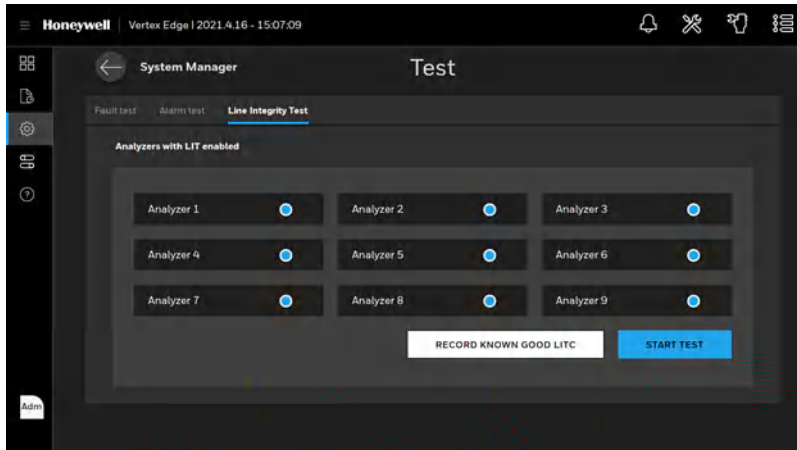 Honeywell Vertex Edge | 2021.4.16 - 15:07:09
System Manager Test
Fault test Alarm test Line Integrity Test
Analyzers with LIT enabled
Analyzer 1 Analyzer 2 Analyzer 3
Analyzer 4 Analyzer 5 Analyzer 6
Analyzer 7 Analyzer 8 Analyzer 9
RECORD KNOWN GOOD LITC START TEST
Adm